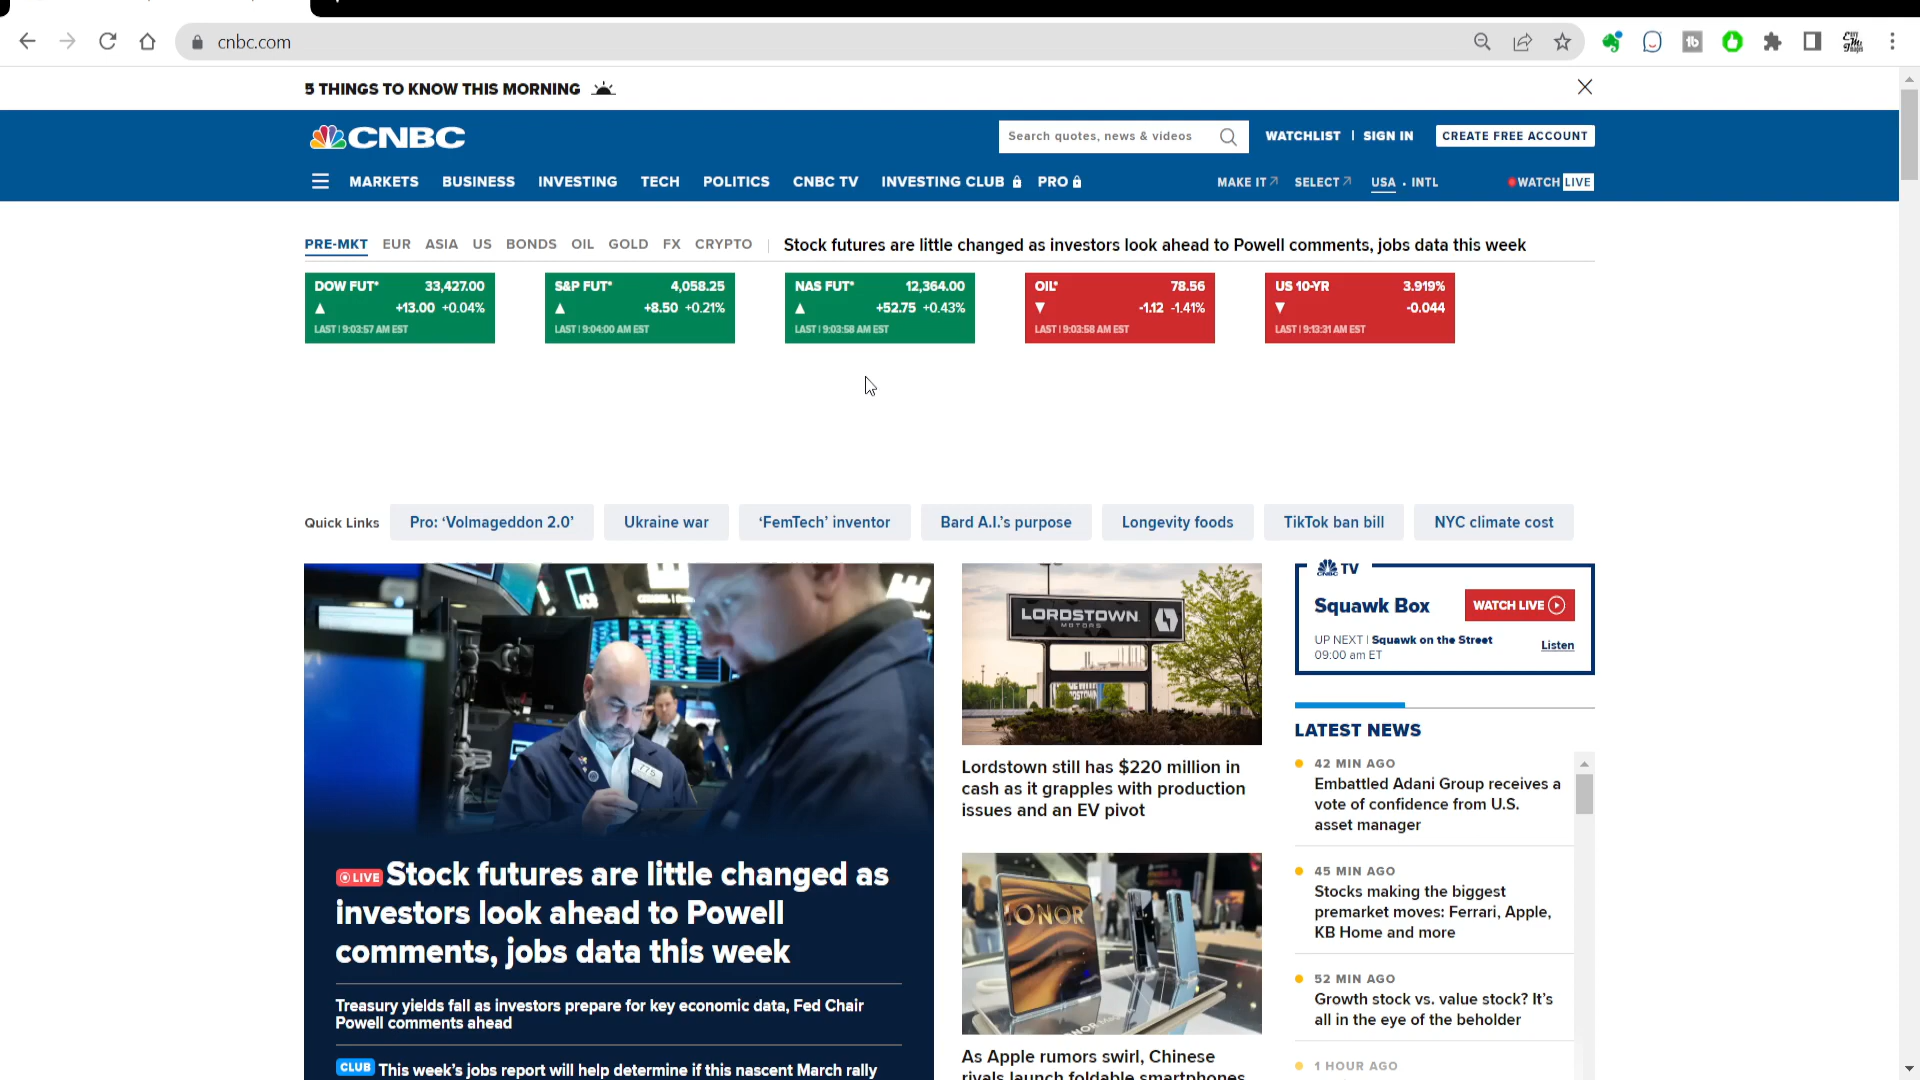 cnbc.com
5 THINGS TO KNOW THIS MORNING
CNBC
Search quotes, news & videos
WATCHLIST | SIGN IN
CREATE FREE ACCOUNT
MARKETS BUSINESS INVESTING TECH POLITICS CNBC TV INVESTING CLUB PRO
MAKE IT SELECT USA • INTL WATCH LIVE
PRE-MKT EUR ASIA US BONDS OIL GOLD FX CRYPTO
Stock futures are little changed as investors look ahead to Powell comments, jobs data this week
DOW FUT* 33,427.00
+13.00 +0.04%
LAST | 9:03:57 AM EST
S&P FUT* 4,058.25
+8.50 +0.21%
LAST | 9:04:00 AM EST
NAS FUT* 12,364.00
+52.75 +0.43%
LAST | 9:03:58 AM EST
OIL* 78.56
-1.12 -1.41%
LAST | 9:03:58 AM EST
US 10-YR 3.919%
-0.044
LAST | 9:13:31 AM EST
Quick Links
Pro: ‘Volmageddon 2.0’
Ukraine war
‘FemTech’ inventor
Bard A.I.’s purpose
Longevity foods
TikTok ban bill
NYC climate cost
775
LIVE Stock futures are little changed as
investors look ahead to Powell
comments, jobs data this week
Treasury yields fall as investors prepare for key economic data, Fed Chair
Powell comments ahead
CLUB This week’s jobs report will help determine if this nascent March rally
LORDSTOWN
MOTORS
Lordstown still has $220 million in
cash as it grapples with production
issues and an EV pivot
HONOR
As Apple rumors swirl, Chinese
rivals launch foldable smartphones
CNBC TV
Squawk Box
WATCH LIVE
UP NEXT | Squawk on the Street
09:00 am ET
Listen
LATEST NEWS
42 MIN AGO
Embattled Adani Group receives a
vote of confidence from U.S.
asset manager
45 MIN AGO
Stocks making the biggest
premarket moves: Ferrari, Apple,
KB Home and more
52 MIN AGO
Growth stock vs. value stock? It’s
all in the eye of the beholder
1 HOUR AGO